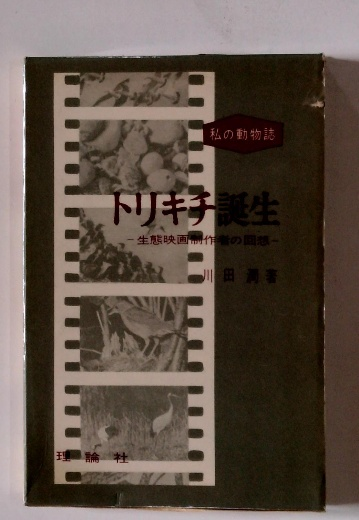 私の動物誌
トリキチ誕生
-生態映画制作者の回想-
川田潤著
理論社